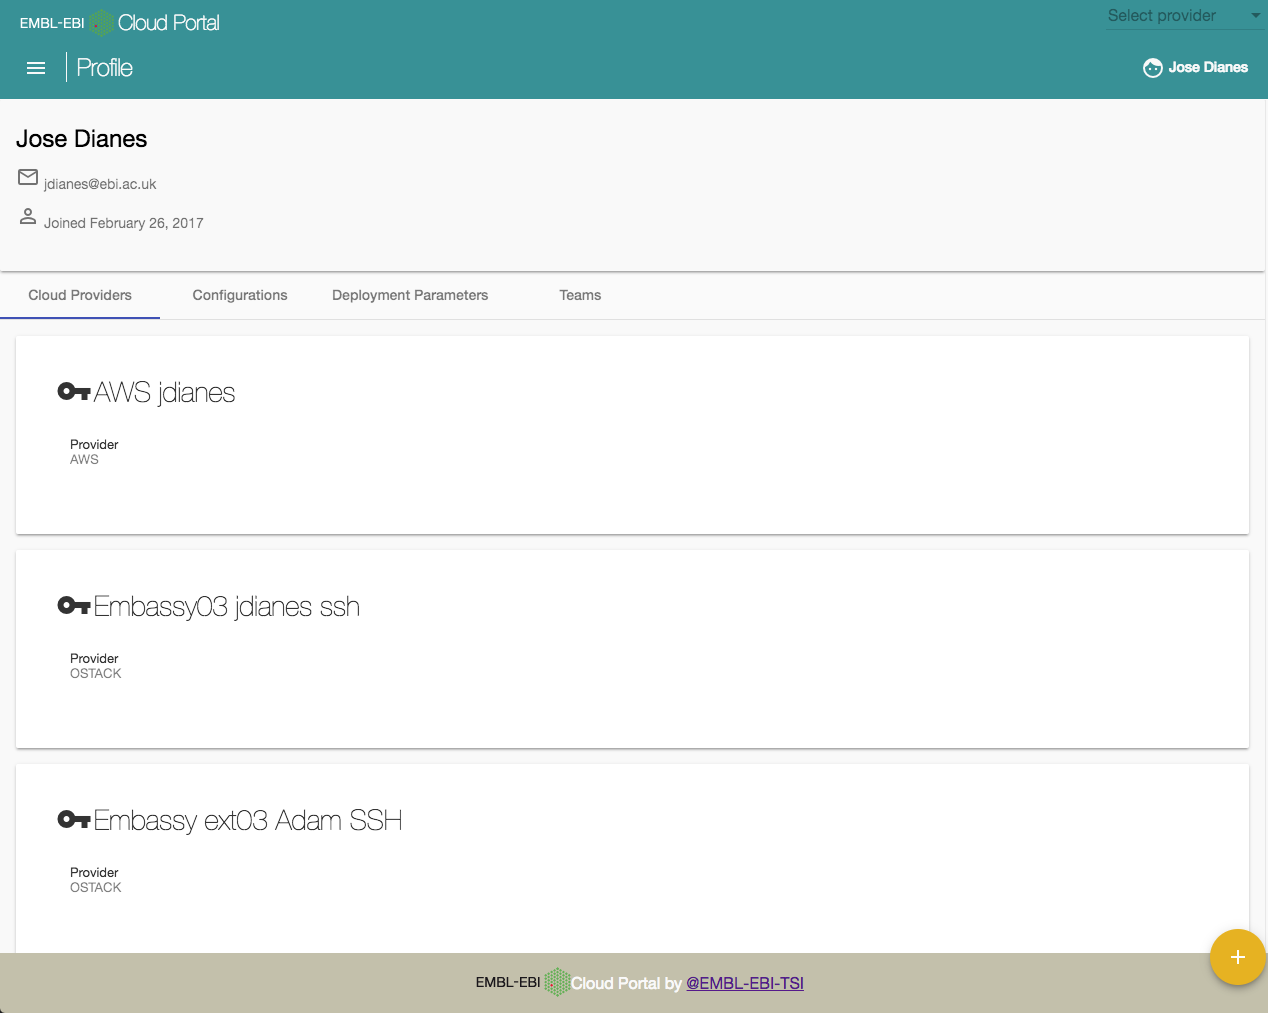 EMBL-EBI Cloud Portal
Select provider
Profile
Jose Dianes
Jose Dianes
jdianes@ebi.ac.uk
Joined February 26, 2017
Cloud Providers Configurations Deployment Parameters Teams
AWS jdianes
Provider
AWS
Embassy03 jdianes ssh
Provider
OSTACK
Embassy ext03 Adam SSH
Provider
OSTACK
+
EMBL-EBI Cloud Portal by @EMBL-EBI-TSI